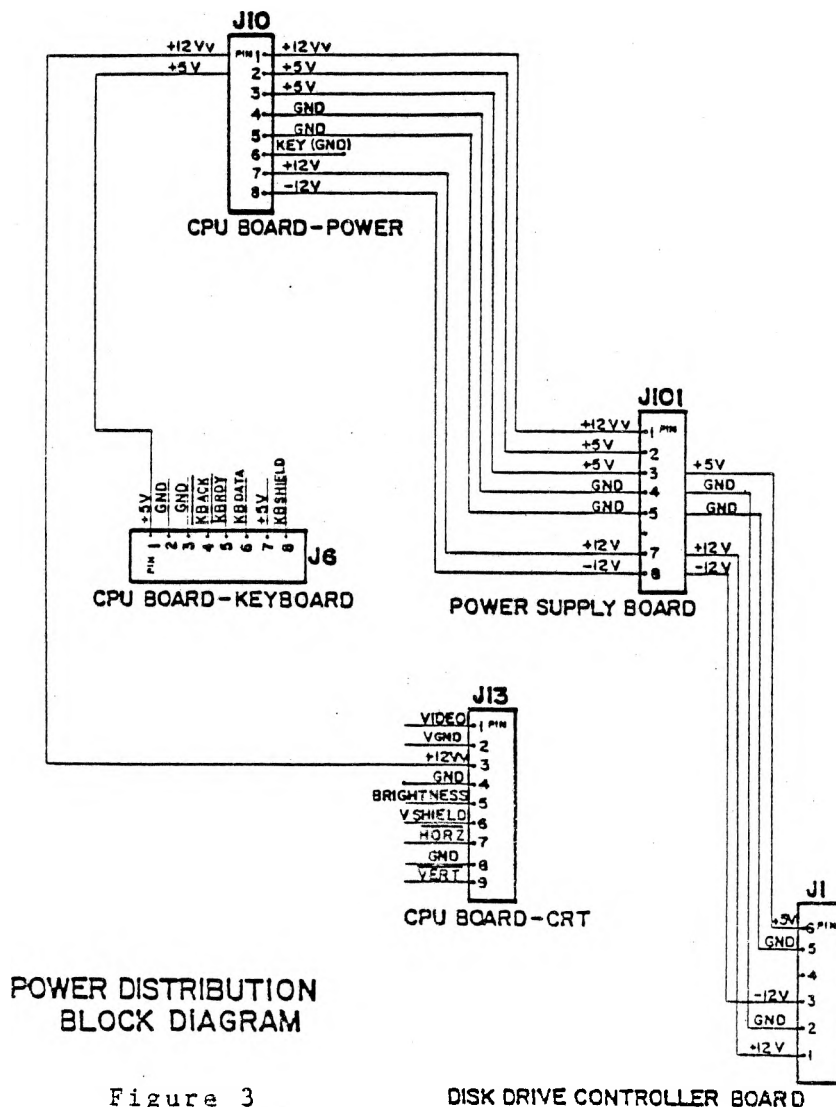 J10
+12Vv PIN 1 +12Vv
+5V 2 +5V
3 +5V
4 GND
5 GND
6 KEY (GND)
7 +12V
8 -12V
CPU BOARD-POWER
J101
+12Vv 1 PIN
+5V 2
+5V 3 +5V
GND 4 GND
GND 5 GND
+12V 7 +12V
-12V 8 -12V
POWER SUPPLY BOARD
+5V GND GND KBACK KBRDY KBDATA +5V KBSHIELD
1 2 3 4 5 6 7 8
PIN
J6
CPU BOARD-KEYBOARD
J13
VIDEO 1 PIN
VGND 2
+12Vv 3
GND 4
BRIGHTNESS 5
VSHIELD 6
HORZ 7
GND 8
VERT 9
CPU BOARD-CRT
J1
+5V 6 PIN
GND 5
4
-12V 3
GND 2
+12V 1
DISK DRIVE CONTROLLER BOARD
POWER DISTRIBUTION
BLOCK DIAGRAM
Figure 3